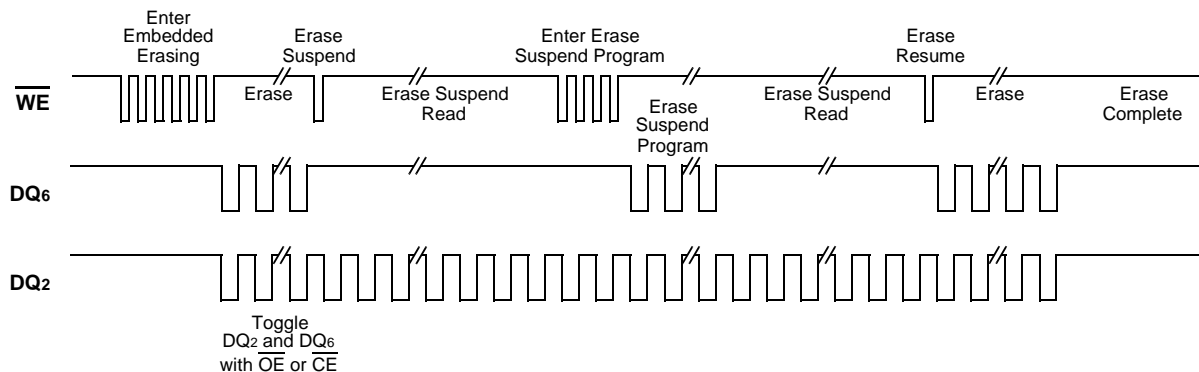 Enter
Embedded
Erasing
Erase
Suspend
Enter Erase
Suspend Program
Erase
Resume
WE
Erase
Erase Suspend
Read
Erase
Suspend
Program
Erase Suspend
Read
Erase
Erase
Complete
DQ6
DQ2
Toggle
DQ2 and DQ6
with OE or CE